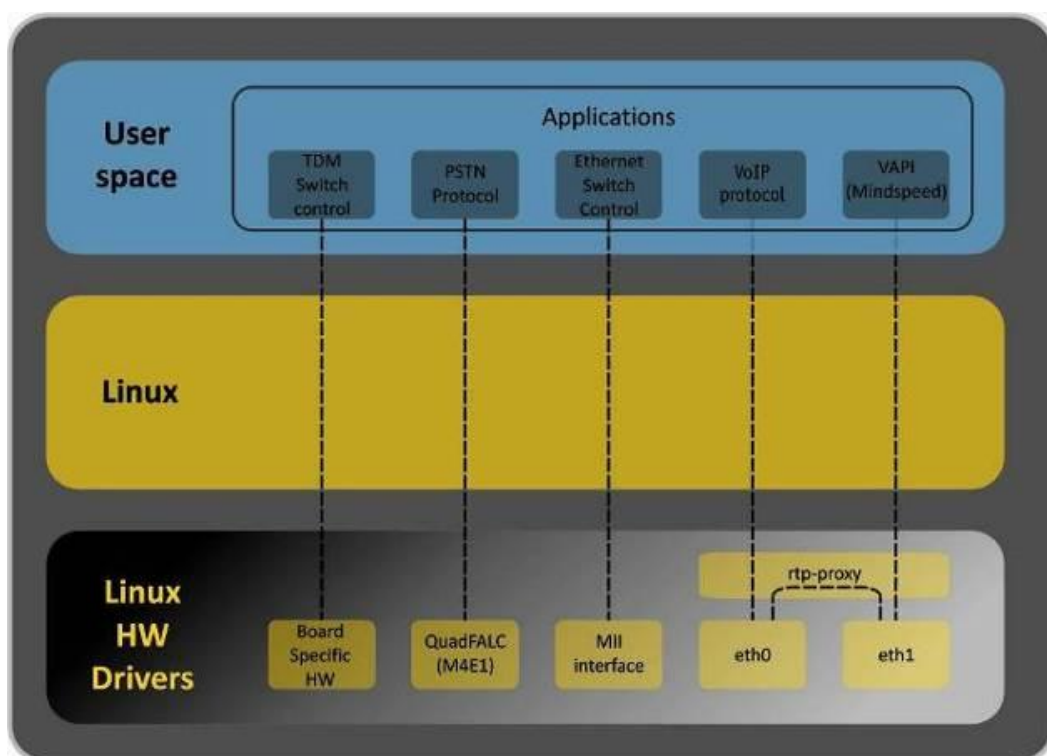 User
space
Applications
TDM
Switch
control
PSTN
Protocol
Ethernet
Switch
Control
VoIP
protocol
VAPI
(Mindspeed)
Linux
Linux
HW
Drivers
rtp-proxy
Board
Specific
HW
QuadFALC
(M4E1)
MII
interface
eth0
eth1